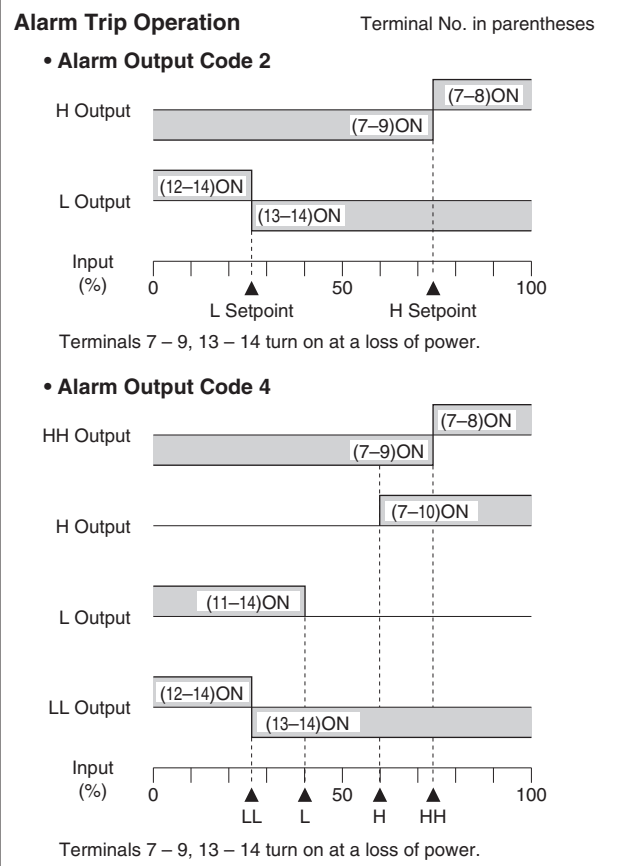 Alarm Trip Operation Terminal No. in parentheses
• Alarm Output Code 2
H Output (7–8)ON
(7–9)ON
L Output (12–14)ON
(13–14)ON
Input
(%) 0 50 100
L Setpoint H Setpoint
Terminals 7 – 9, 13 – 14 turn on at a loss of power.
• Alarm Output Code 4
HH Output (7–8)ON
(7–9)ON
H Output (7–10)ON
L Output (11–14)ON
LL Output (12–14)ON
(13–14)ON
Input
(%) 0 50 100
LL L H HH
Terminals 7 – 9, 13 – 14 turn on at a loss of power.